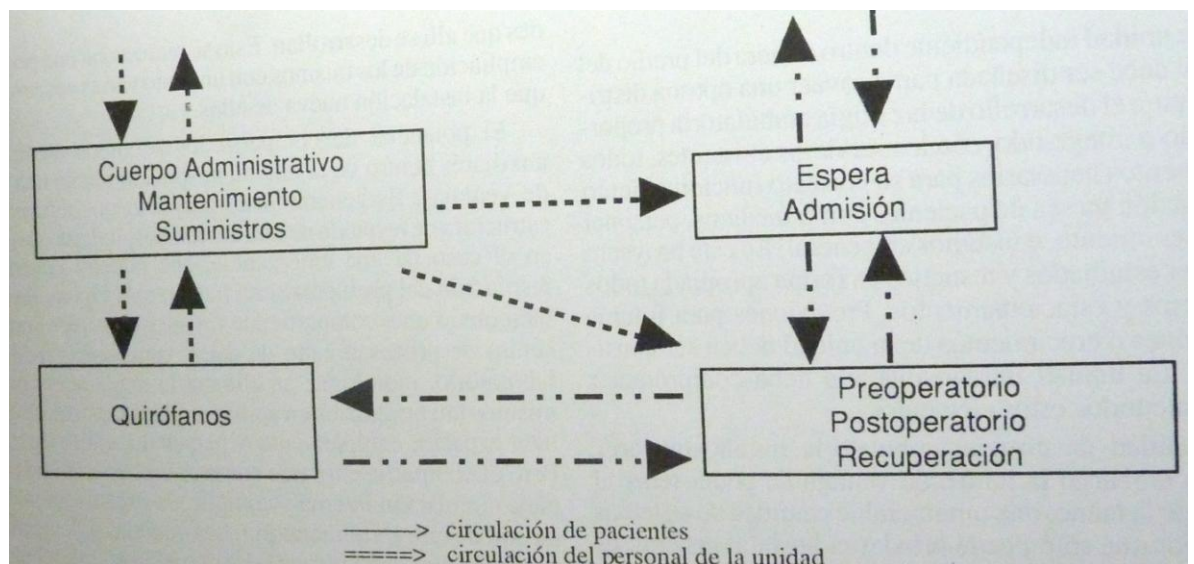 Cuerpo Administrativo
Mantenimiento
Suministros
Espera
Admisión
Quirófanos
Preoperatorio
Postoperatorio
Recuperación
circulación de pacientes
circulación del personal de la unidad